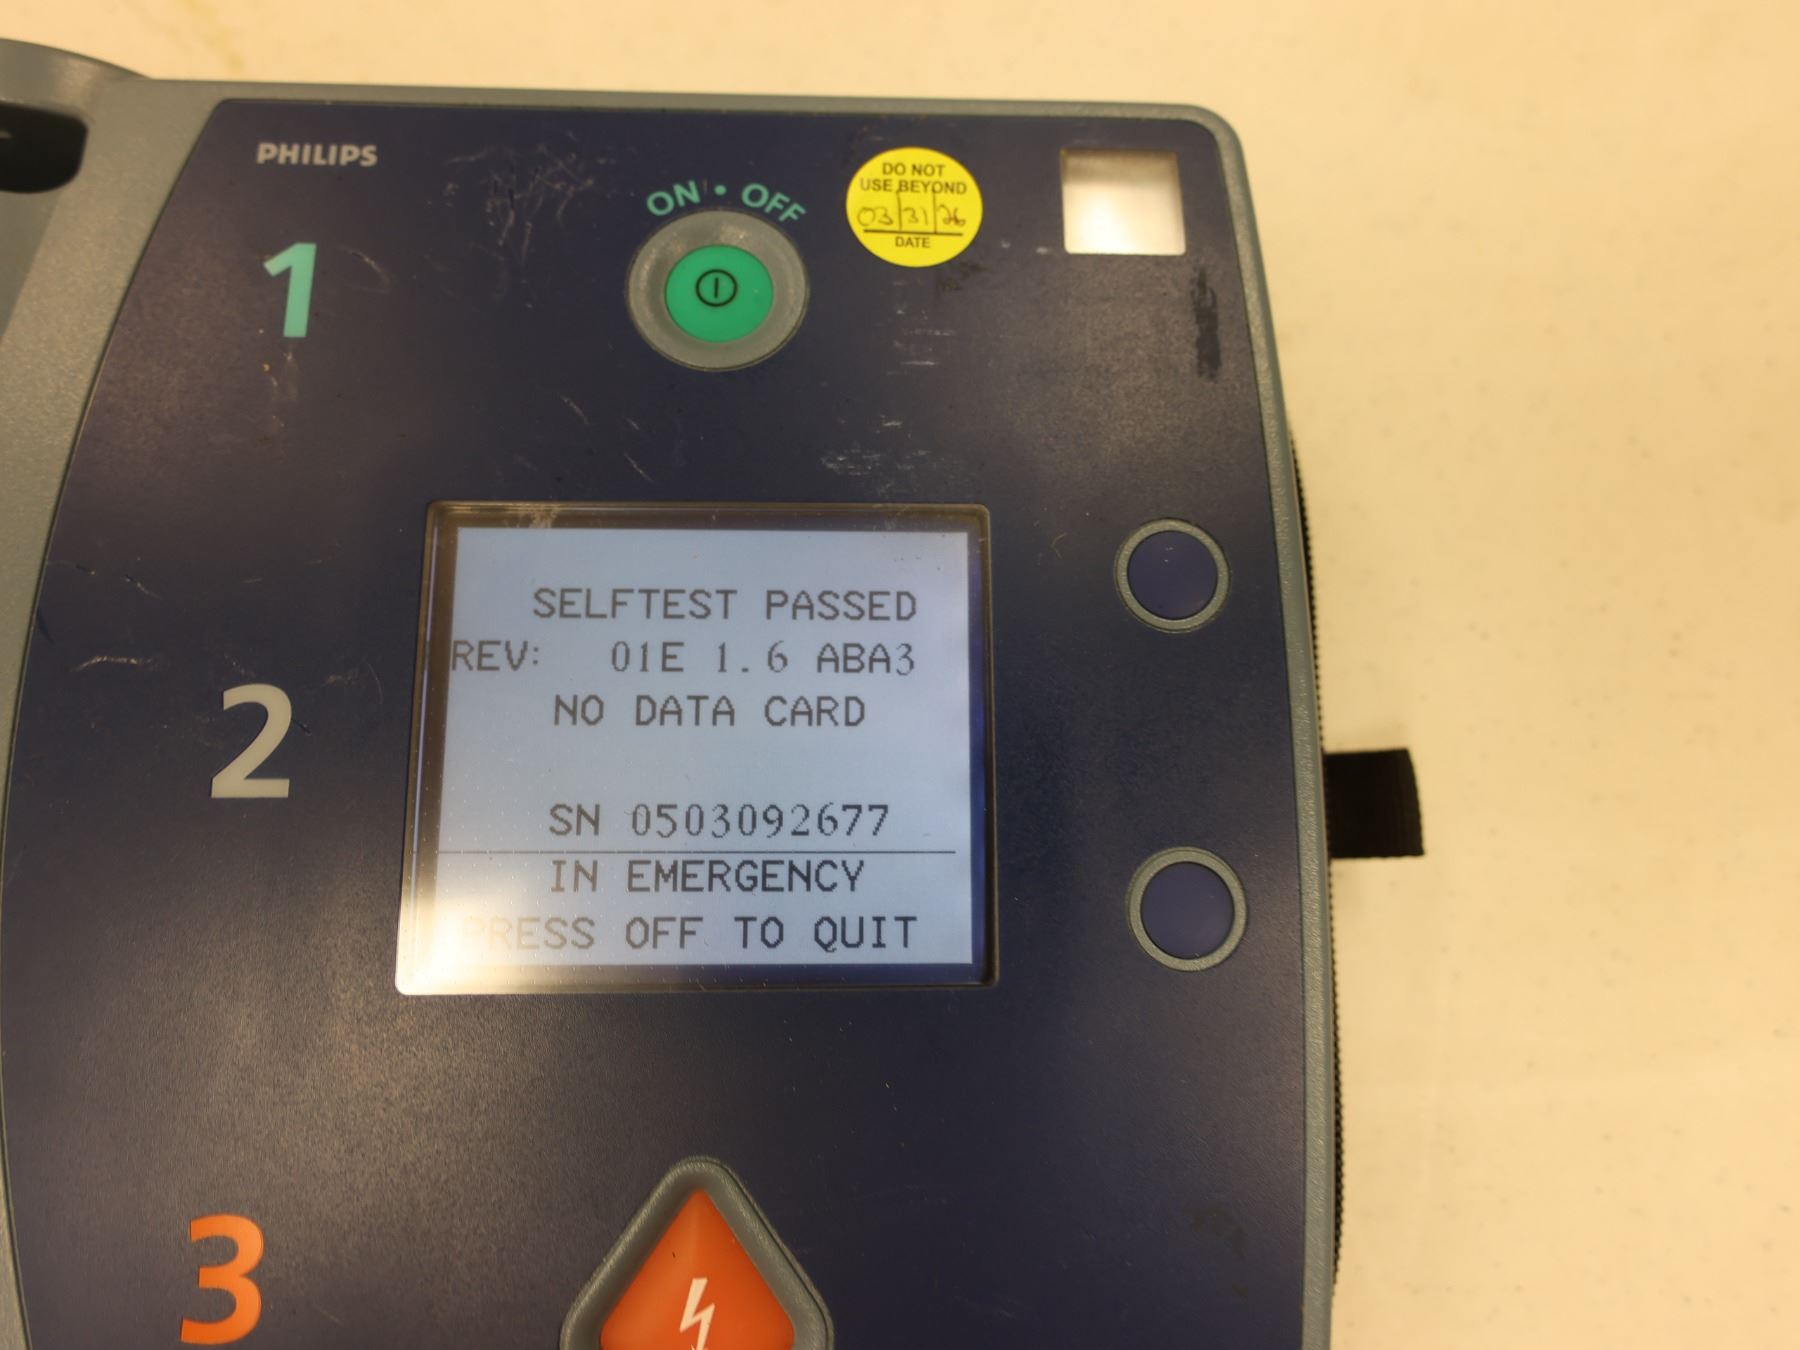 PHILIPS
ON · OFF
DO NOT
USE BEYOND
03/31/26
DATE
1
SELFTEST PASSED
REV: 01E 1.6 ABA3
NO DATA CARD
2
SN 0503092677
IN EMERGENCY
PRESS OFF TO QUIT
3